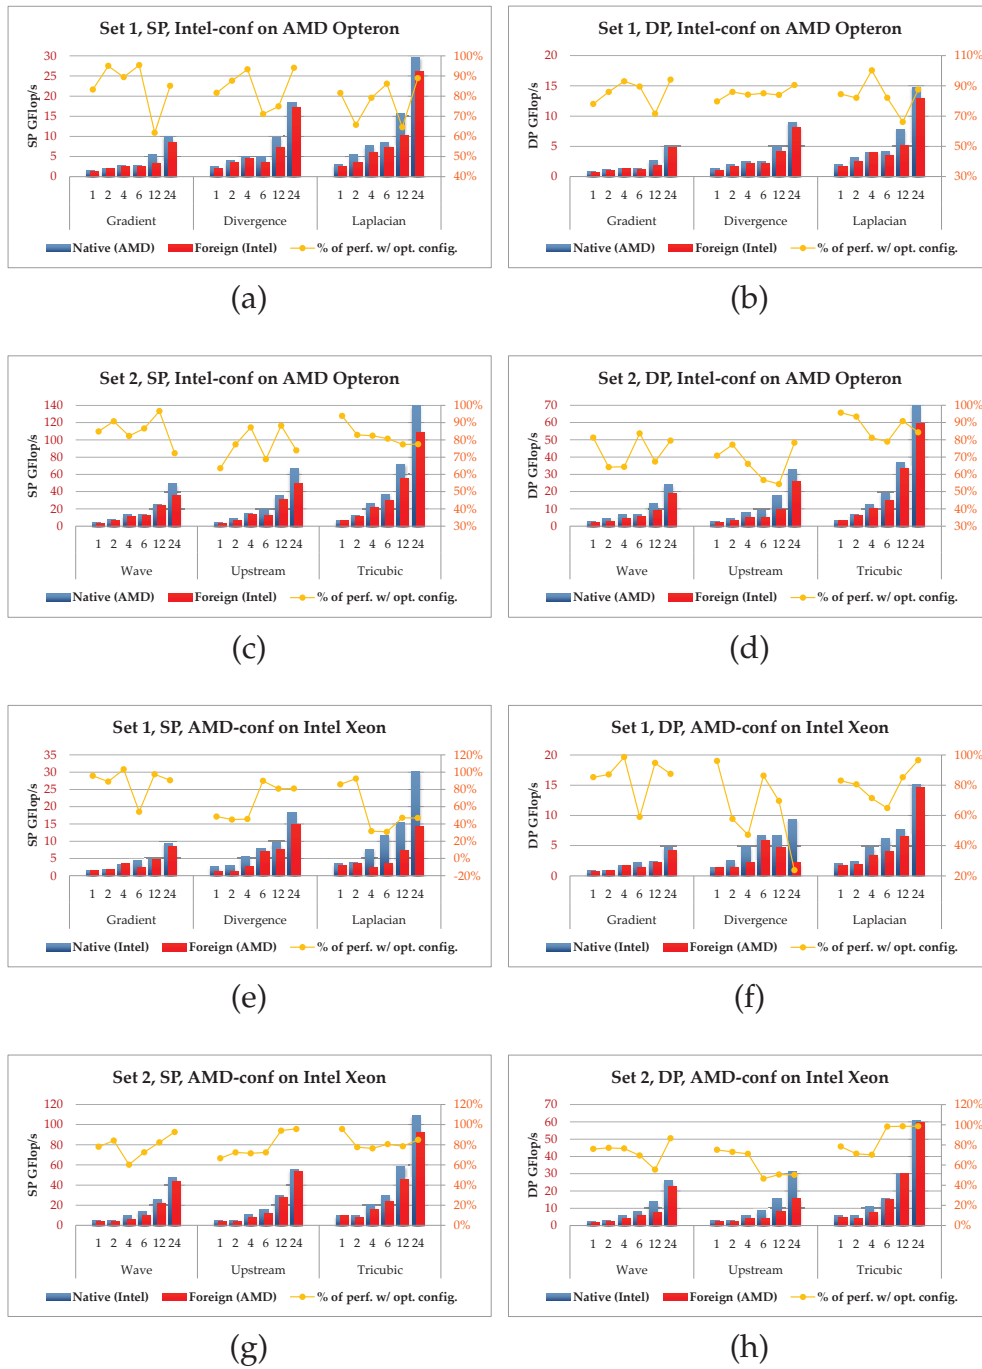 Set 1, SP, Intel-conf on AMD Opteron
SP GFlop/s
30
25
20
15
10
5
0
100%
90%
80%
70%
60%
50%
40%
1 2 4 6 12 24 1 2 4 6 12 24 1 2 4 6 12 24
Gradient Divergence Laplacian
Native (AMD) Foreign (Intel) % of perf. w/ opt. config.
(a)
Set 1, DP, Intel-conf on AMD Opteron
DP GFlop/s
20
15
10
5
0
110%
90%
70%
50%
30%
1 2 4 6 12 24 1 2 4 6 12 24 1 2 4 6 12 24
Gradient Divergence Laplacian
Native (AMD) Foreign (Intel) % of perf. w/ opt. config.
(b)
Set 2, SP, Intel-conf on AMD Opteron
SP GFlop/s
140
120
100
80
60
40
20
0
100%
90%
80%
70%
60%
50%
40%
30%
1 2 4 6 12 24 1 2 4 6 12 24 1 2 4 6 12 24
Wave Upstream Tricubic
Native (AMD) Foreign (Intel) % of perf. w/ opt. config.
(c)
Set 2, DP, Intel-conf on AMD Opteron
DP GFlop/s
70
60
50
40
30
20
10
0
100%
90%
80%
70%
60%
50%
40%
30%
1 2 4 6 12 24 1 2 4 6 12 24 1 2 4 6 12 24
Wave Upstream Tricubic
Native (AMD) Foreign (Intel) % of perf. w/ opt. config.
(d)
Set 1, SP, AMD-conf on Intel Xeon
SP GFlop/s
35
30
25
20
15
10
5
0
120%
100%
80%
60%
40%
20%
0%
-20%
1 2 4 6 12 24 1 2 4 6 12 24 1 2 4 6 12 24
Gradient Divergence Laplacian
Native (Intel) Foreign (AMD) % of perf. w/ opt. config.
(e)
Set 1, DP, AMD-conf on Intel Xeon
DP GFlop/s
20
15
10
5
0
100%
80%
60%
40%
20%
1 2 4 6 12 24 1 2 4 6 12 24 1 2 4 6 12 24
Gradient Divergence Laplacian
Native (Intel) Foreign (AMD) % of perf. w/ opt. config.
(f)
Set 2, SP, AMD-conf on Intel Xeon
SP GFlop/s
120
100
80
60
40
20
0
120%
100%
80%
60%
40%
20%
0%
1 2 4 6 12 24 1 2 4 6 12 24 1 2 4 6 12 24
Wave Upstream Tricubic
Native (Intel) Foreign (AMD) % of perf. w/ opt. config.
(g)
Set 2, DP, AMD-conf on Intel Xeon
DP GFlop/s
70
60
50
40
30
20
10
0
120%
100%
80%
60%
40%
20%
0%
1 2 4 6 12 24 1 2 4 6 12 24 1 2 4 6 12 24
Wave Upstream Tricubic
Native (Intel) Foreign (AMD) % of perf. w/ opt. config.
(h)